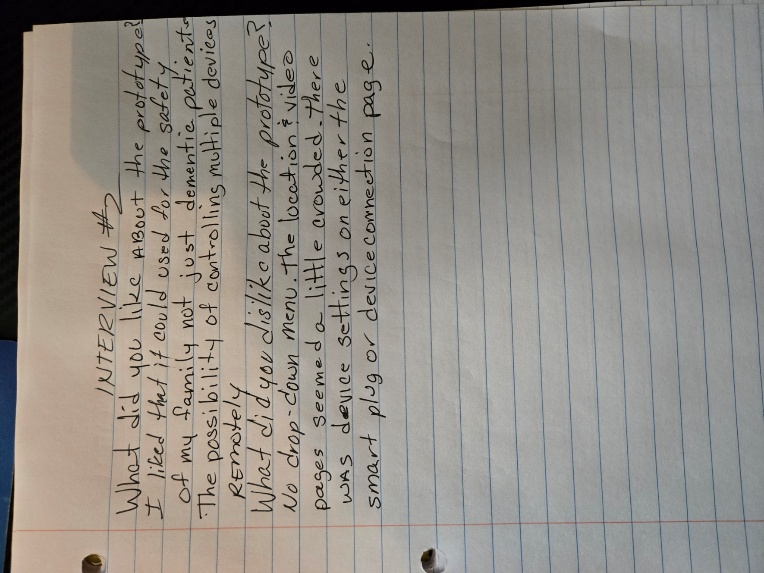 INTERVIEW #2
What did you like ABOUT the prototype?
I liked that it could used for the safety
of my family not just dementia patients
The possibility of controlling multiple devices
REMOTELY
What did you dislike about the prototype?
No drop-down menu. The location & video
pages seemed a little crowded. There
WAS device settings on either the
smart plug or device connection page.